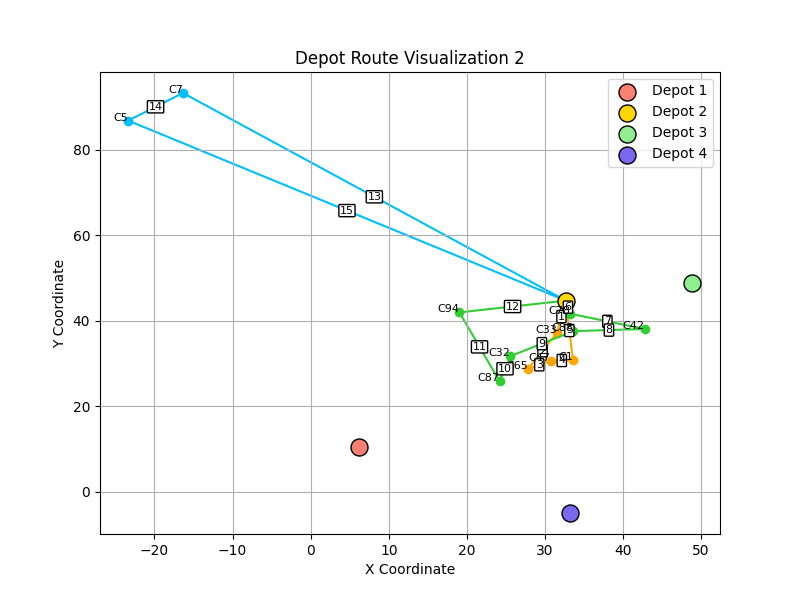 Depot Route Visualization 2
Depot 1
Depot 2
Depot 3
Depot 4
Y Coordinate
80
60
40
20
0
−20
−10
0
10
20
30
40
50
X Coordinate
C7
14
C5
13
15
C94
12
6
1
7
C42
C33
5
8
9
11
C32
10
3
4
C87